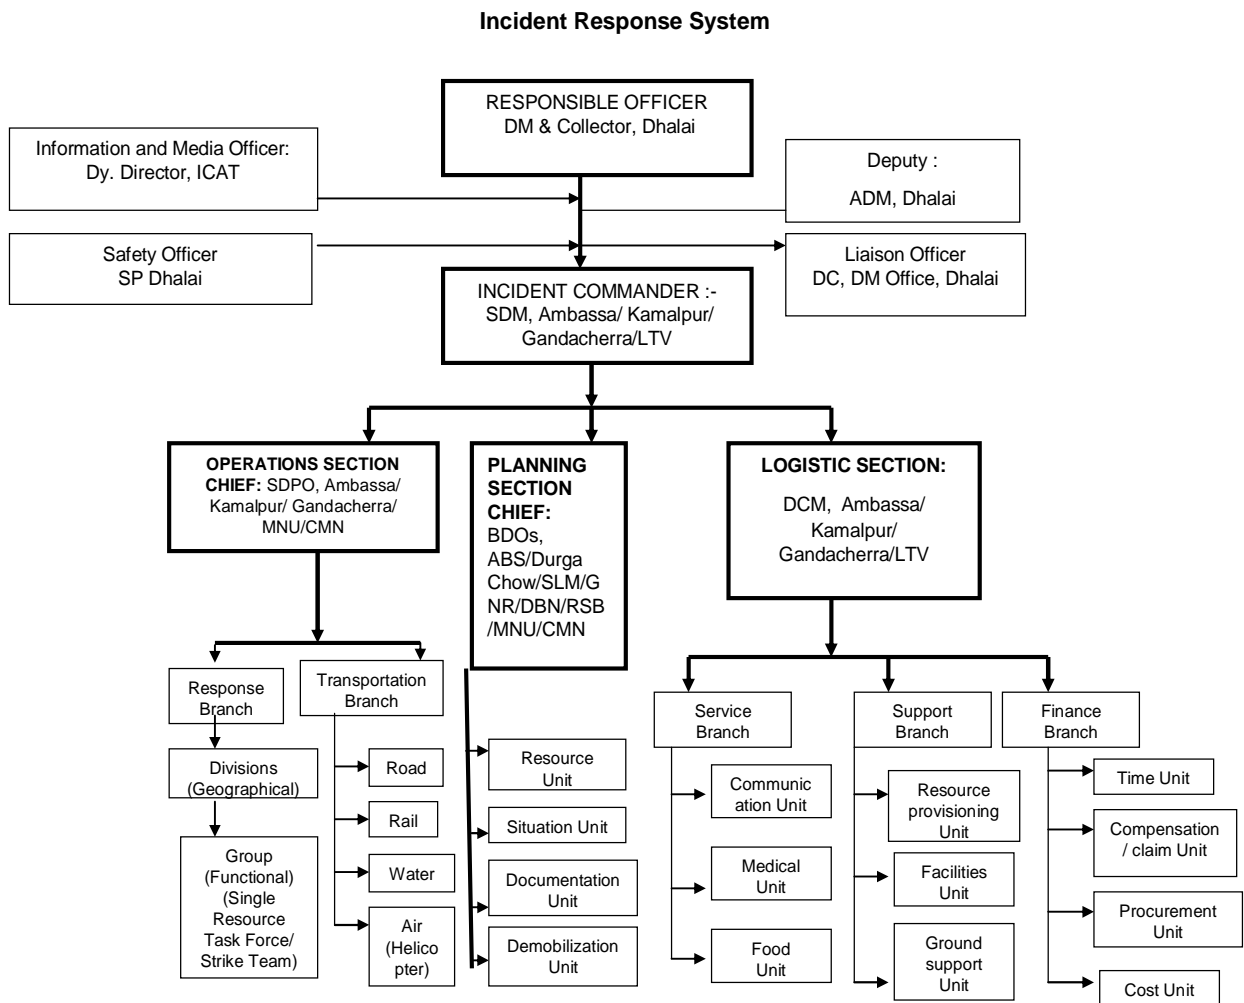 Incident Response System
RESPONSIBLE OFFICER
DM & Collector, Dhalai
Information and Media Officer:
Dy. Director, ICAT
Deputy :
ADM, Dhalai
Safety Officer
SP Dhalai
Liaison Officer
DC, DM Office, Dhalai
INCIDENT COMMANDER :-
SDM, Ambassa/ Kamalpur/
Gandacherra/LTV
OPERATIONS SECTION
CHIEF: SDPO, Ambassa/
Kamalpur/ Gandacherra/
MNU/CMN
PLANNING
SECTION
CHIEF:
BDOs,
ABS/Durga
Chow/SLM/G
NR/DBN/RSB
/MNU/CMN
LOGISTIC SECTION:
DCM, Ambassa/
Kamalpur/
Gandacherra/LTV
Response
Branch
Divisions
(Geographical)
Group
(Functional)
(Single
Resource
Task Force/
Strike Team)
Transportation
Branch
Road
Rail
Water
Air
(Helico
pter)
Resource
Unit
Situation Unit
Documentation
Unit
Demobilization
Unit
Service
Branch
Communic
ation Unit
Medical
Unit
Food
Unit
Support
Branch
Resource
provisioning
Unit
Facilities
Unit
Ground
support
Unit
Finance
Branch
Time Unit
Compensation
/ claim Unit
Procurement
Unit
Cost Unit